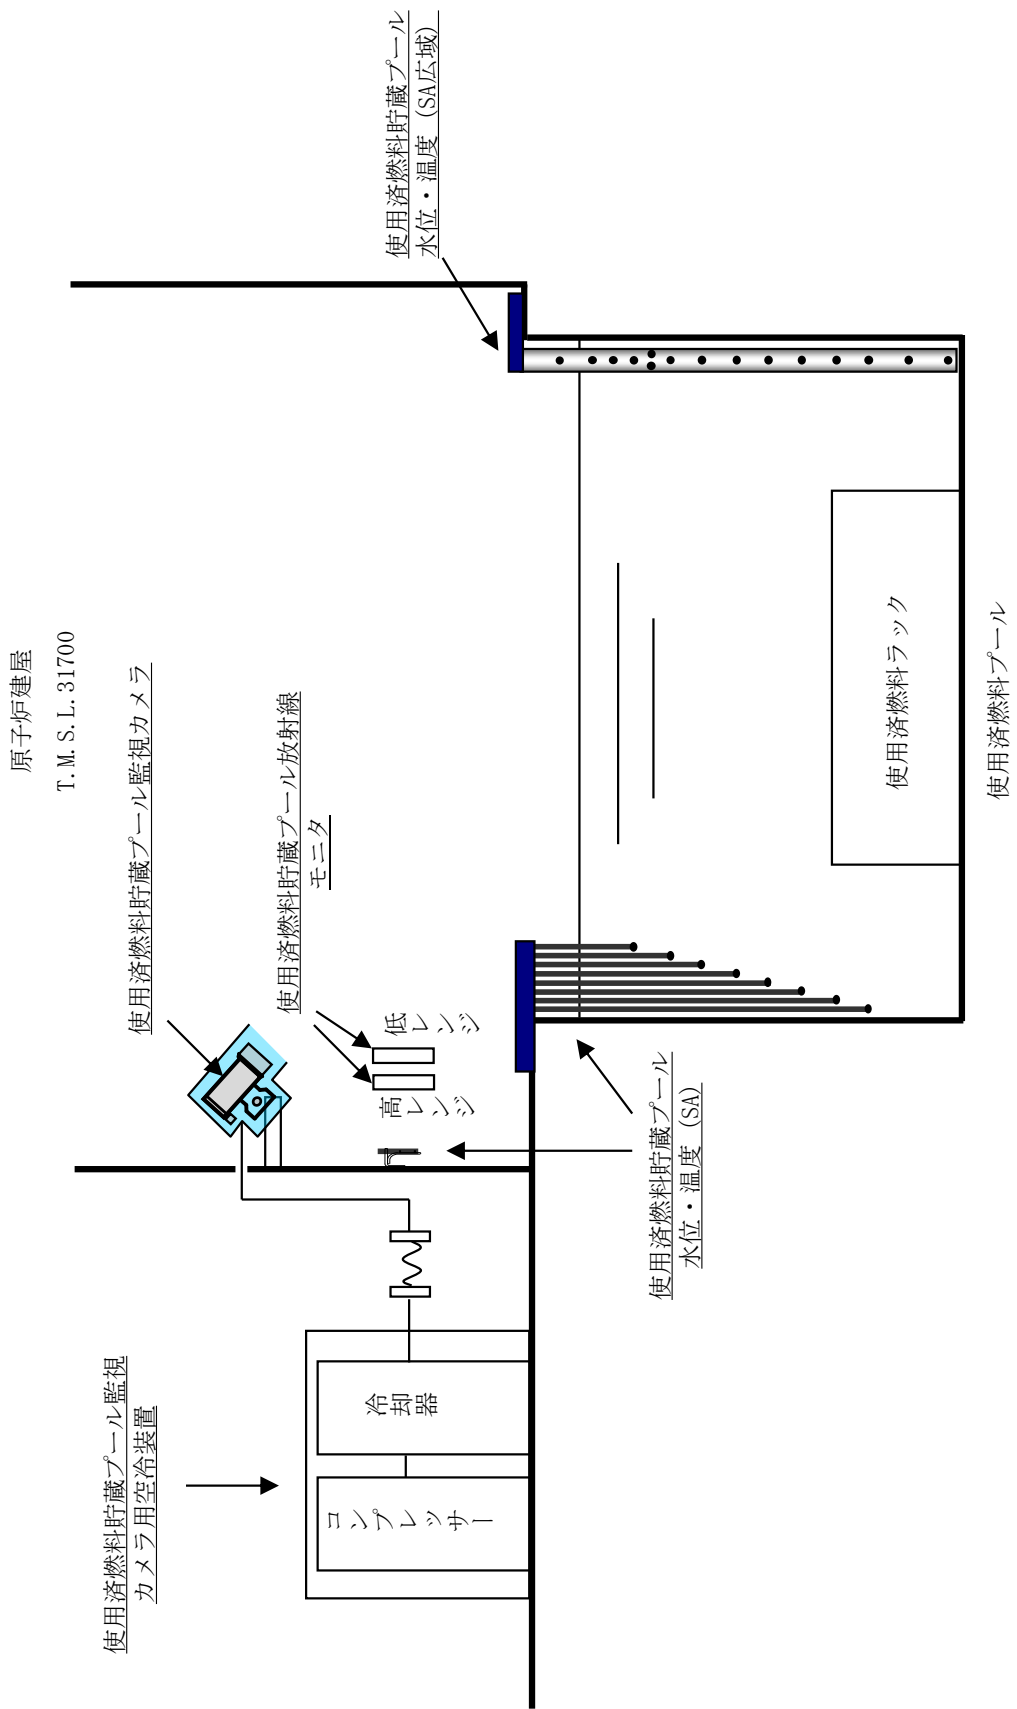 原子炉建屋
T.M.S.L.31700
使用済燃料貯蔵プール監視
カメラ用空冷装置
使用済燃料貯蔵プール監視カメラ
使用済燃料貯蔵プール放射線
モニタ
使用済燃料貯蔵プール
水位・温度（SA広域）
コンプレッサー
冷却器
高レンジ
低レンジ
使用済燃料貯蔵プール
水位・温度（SA）
使用済燃料ラック
使用済燃料プール